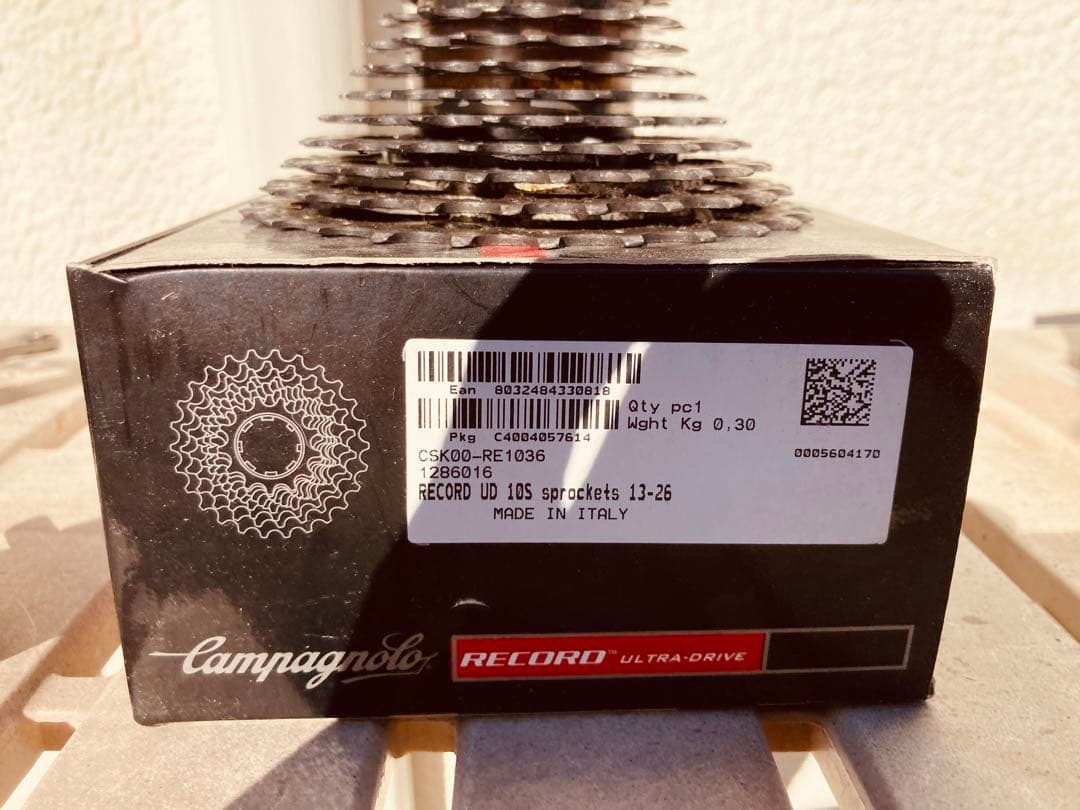 Ean 8032484330818
Pkg C4004057614
Qty pc1
Wght Kg 0,30
0005604170
CSK00-RE1036
1286016
RECORD UD 10S sprockets 13-26
MADE IN ITALY
Campagnolo
RECORD™ ULTRA-DRIVE